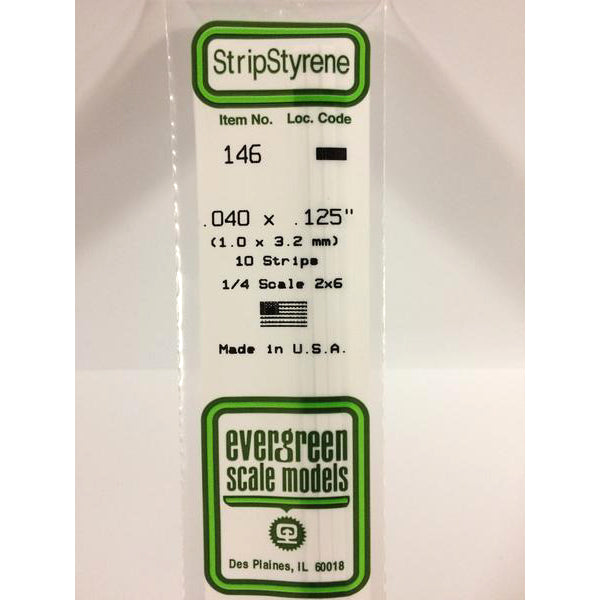 StripStyrene
Item No. Loc. Code
146
.040 x .125"
(1.0 x 3.2 mm)
10 Strips
1/4 Scale 2x6
Made in U.S.A.
evergreen
scale models
Des Plaines, IL 60018